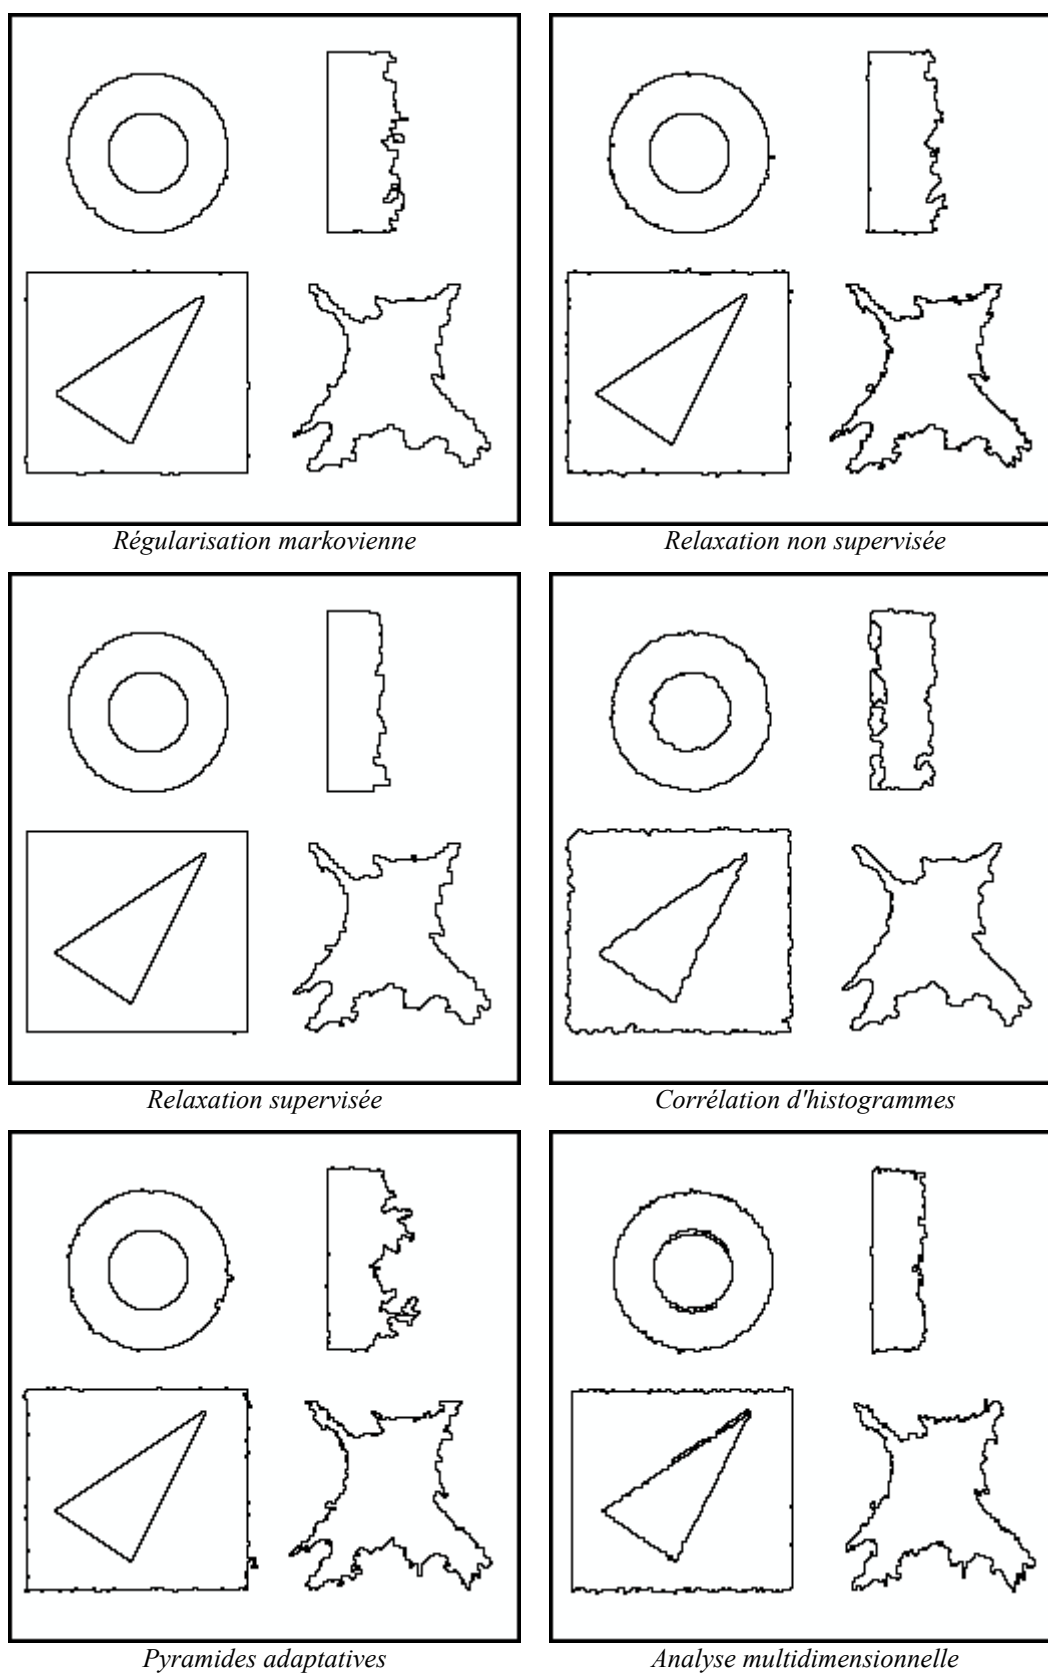 Régularisation markovienne
Relaxation non supervisée
Relaxation supervisée
Corrélation d'histogrammes
Pyramides adaptatives
Analyse multidimensionnelle